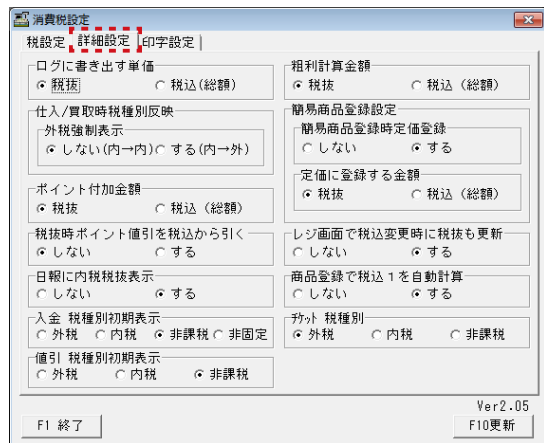 消費税設定
税設定 詳細設定 印字設定
ログに書き出す単価
税抜 税込(総額)
仕入/買取時税種別反映
外税強制表示
しない(内→内) する(内→外)
ポイント付加金額
税抜 税込 (総額)
税抜時ポイント値引を税込から引く
しない する
日報に内税税抜表示
しない する
入金 税種別初期表示
外税 内税 非課税 非固定
値引 税種別初期表示
外税 内税 非課税
粗利計算金額
税抜 税込 (総額)
簡易商品登録設定
簡易商品登録時定価登録
しない する
定価に登録する金額
税抜 税込 (総額)
レジ画面で税込変更時に税抜も更新
しない する
商品登録で税込1を自動計算
しない する
チケット 税種別
外税 内税 非課税
Ver2.05
F1 終了
F10更新